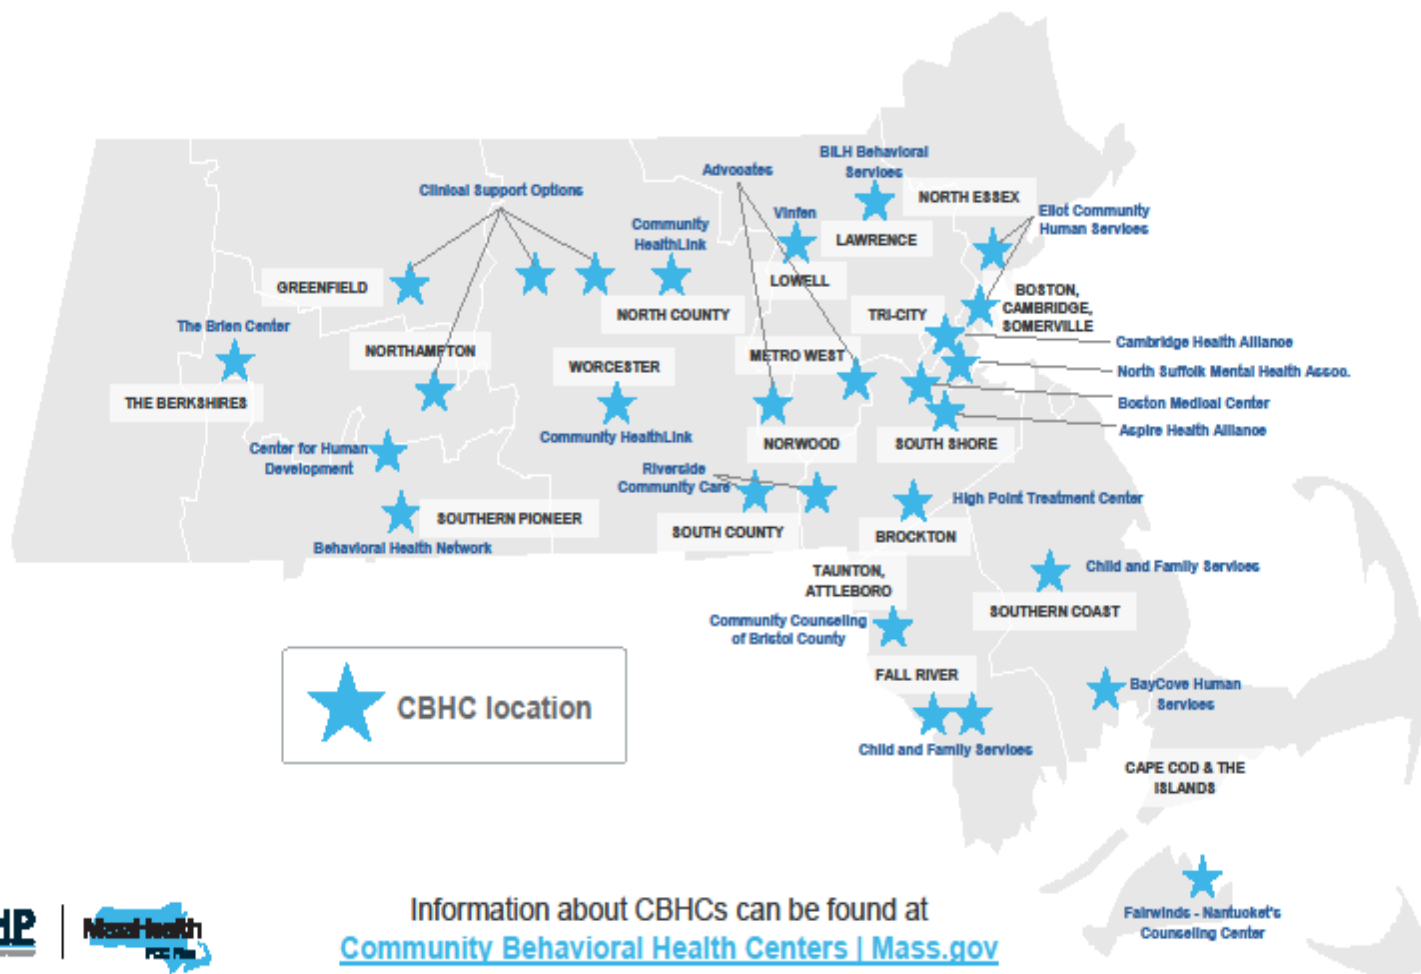 BILH Behavioral
Services
Advocates
Clinical Support Options
NORTH ESSEX
Vinfen
Eliot Community
Human Services
Community
HealthLink
LAWRENCE
LOWELL
GREENFIELD
BOSTON,
CAMBRIDGE,
SOMERVILLE
NORTH COUNTY
TRI-CITY
The Brien Center
Cambridge Health Alliance
NORTHAMPTON
METRO WEST
WORCESTER
North Suffolk Mental Health Assoc.
THE BERKSHIRES
Boston Medical Center
Community HealthLink
NORWOOD
SOUTH SHORE
Aspire Health Alliance
Center for Human
Development
Riverside
Community Care
High Point Treatment Center
SOUTHERN PIONEER
SOUTH COUNTY
BROCKTON
Behavioral Health Network
TAUNTON,
ATTLEBORO
Child and Family Services
SOUTHERN COAST
Community Counseling
of Bristol County
FALL RIVER
BayCove Human
Services
CBHC location
Child and Family Services
CAPE COD & THE
ISLANDS
Fairwinds - Nantucket's
Counseling Center
MassHealth
Information about CBHCs can be found at
Community Behavioral Health Centers | Mass.gov